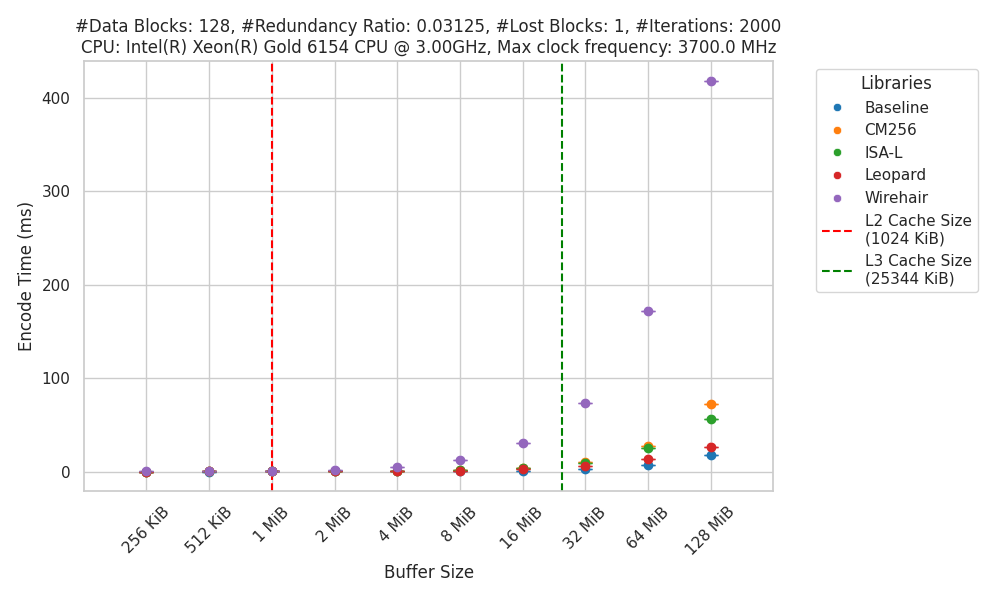 #Data Blocks: 128, #Redundancy Ratio: 0.03125, #Lost Blocks: 1, #Iterations: 2000
CPU: Intel(R) Xeon(R) Gold 6154 CPU @ 3.00GHz, Max clock frequency: 3700.0 MHz
Encode Time (ms)
400
300
200
100
0
256 KiB
512 KiB
1 MiB
2 MiB
4 MiB
8 MiB
16 MiB
32 MiB
64 MiB
128 MiB
Buffer Size
Libraries
Baseline
CM256
ISA-L
Leopard
Wirehair
L2 Cache Size
(1024 KiB)
L3 Cache Size
(25344 KiB)